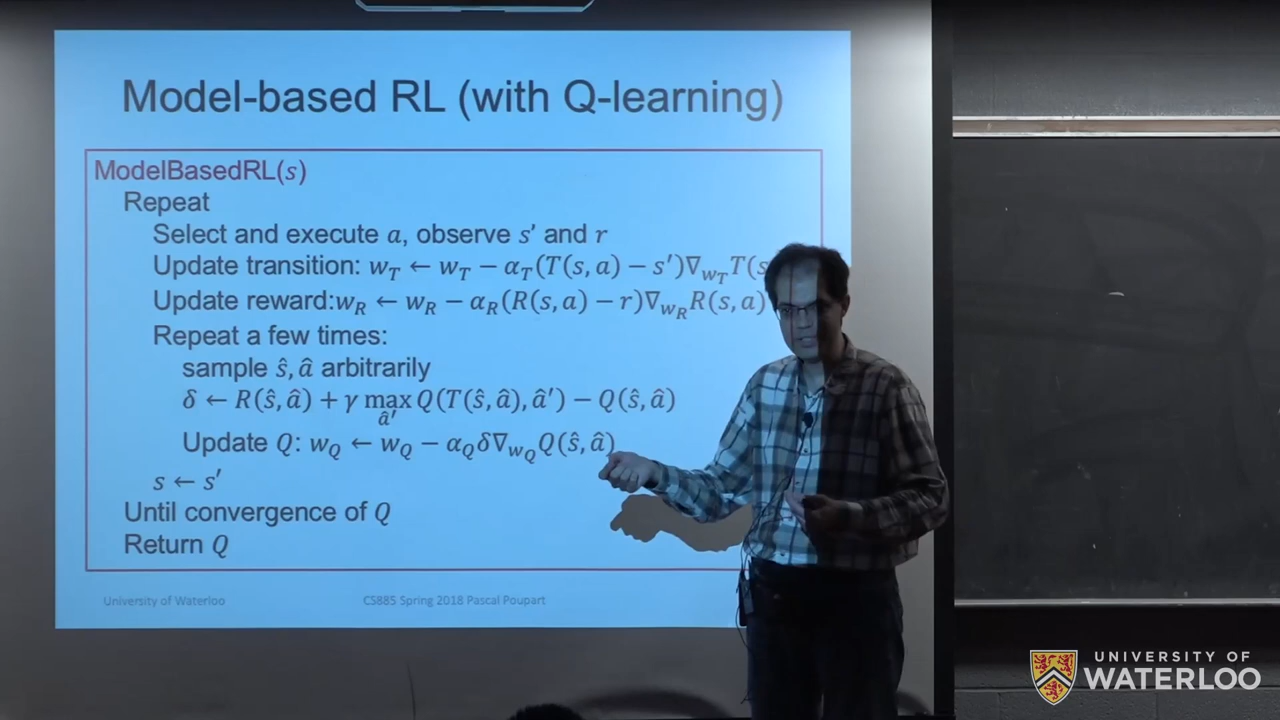 Model-based RL (with Q-learning)
ModelBasedRL(𝑠)
Repeat
Select and execute 𝑎, observe 𝑠' and 𝑟
Update transition: 𝑤_𝑇 ← 𝑤_𝑇 − 𝛼_𝑇(𝑇(𝑠, 𝑎) − 𝑠′)∇_{𝑤_𝑇}𝑇(𝑠
Update reward:𝑤_𝑅 ← 𝑤_𝑅 − 𝛼_𝑅(𝑅(𝑠, 𝑎) − 𝑟)∇_{𝑤_𝑅}𝑅(𝑠, 𝑎)
Repeat a few times:
sample 𝑠̂, 𝑎̂ arbitrarily
𝛿 ← 𝑅(𝑠̂, 𝑎̂) + 𝛾 max_{𝑎̂′} 𝑄(𝑇(𝑠̂, 𝑎̂), 𝑎̂′) − 𝑄(𝑠̂, 𝑎̂)
Update 𝑄: 𝑤_𝑄 ← 𝑤_𝑄 − 𝛼_𝑄𝛿∇_{𝑤_𝑄}𝑄(𝑠̂, 𝑎̂)
𝑠 ← 𝑠′
Until convergence of 𝑄
Return 𝑄
University of Waterloo
CS885 Spring 2018 Pascal Poupart
UNIVERSITY OF
WATERLOO